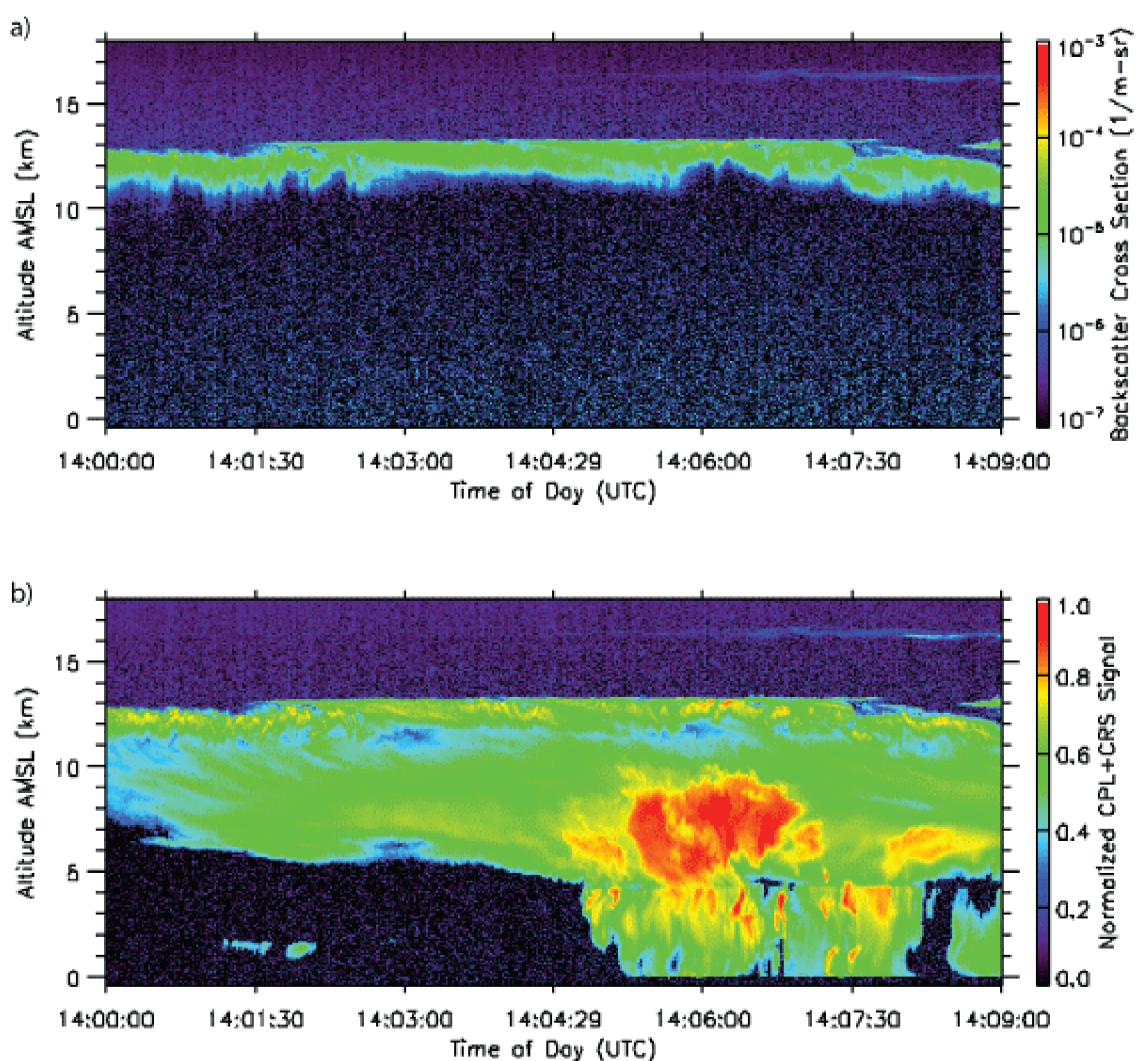 a)
Altitude AMSL (km)
15
10
5
0
14:00:00 14:01:30 14:03:00 14:04:29 14:06:00 14:07:30 14:09:00
Time of Day (UTC)
10-3
10-4
10-5
10-6
10-7
Backscatter Cross Section (1/m-sr)
b)
Altitude AMSL (km)
15
10
5
0
14:00:00 14:01:30 14:03:00 14:04:29 14:06:00 14:07:30 14:09:00
Time of Day (UTC)
1.0
0.8
0.6
0.4
0.2
0.0
Normalized CPL+CRS Signal